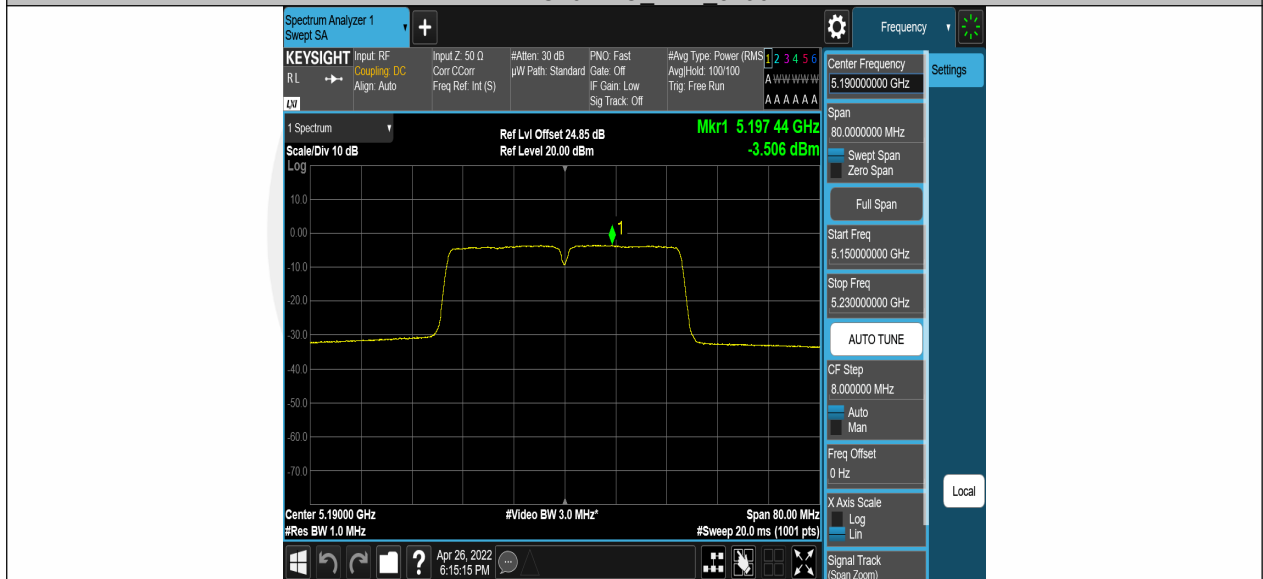 Spectrum Analyzer 1
Swept SA
+
Frequency
KEYSIGHT
RL
LXI
Input: RF
Coupling: DC
Align: Auto
Input Z: 50 Ω
Corr CCorr
Freq Ref: Int (S)
#Atten: 30 dB
µW Path: Standard
PNO: Fast
Gate: Off
IF Gain: Low
Sig Track: Off
#Avg Type: Power (RMS
Avg|Hold: 100/100
Trig: Free Run
1 2 3 4 5 6
A W W W W W
A A A A A A
1 Spectrum
Scale/Div 10 dB
Ref Lvl Offset 24.85 dB
Ref Level 20.00 dBm
Mkr1 5.197 44 GHz
-3.506 dBm
Log
10.0
0.00
-10.0
-20.0
-30.0
-40.0
-50.0
-60.0
-70.0
1
Center 5.19000 GHz
#Res BW 1.0 MHz
#Video BW 3.0 MHz*
Span 80.00 MHz
#Sweep 20.0 ms (1001 pts)
Center Frequency
5.190000000 GHz
Settings
Span
80.0000000 MHz
Swept Span
Zero Span
Full Span
Start Freq
5.150000000 GHz
Stop Freq
5.230000000 GHz
AUTO TUNE
CF Step
8.000000 MHz
Auto
Man
Freq Offset
0 Hz
X Axis Scale
Log
Lin
Local
Signal Track
(Span Zoom)
?
Apr 26, 2022
6:15:15 PM